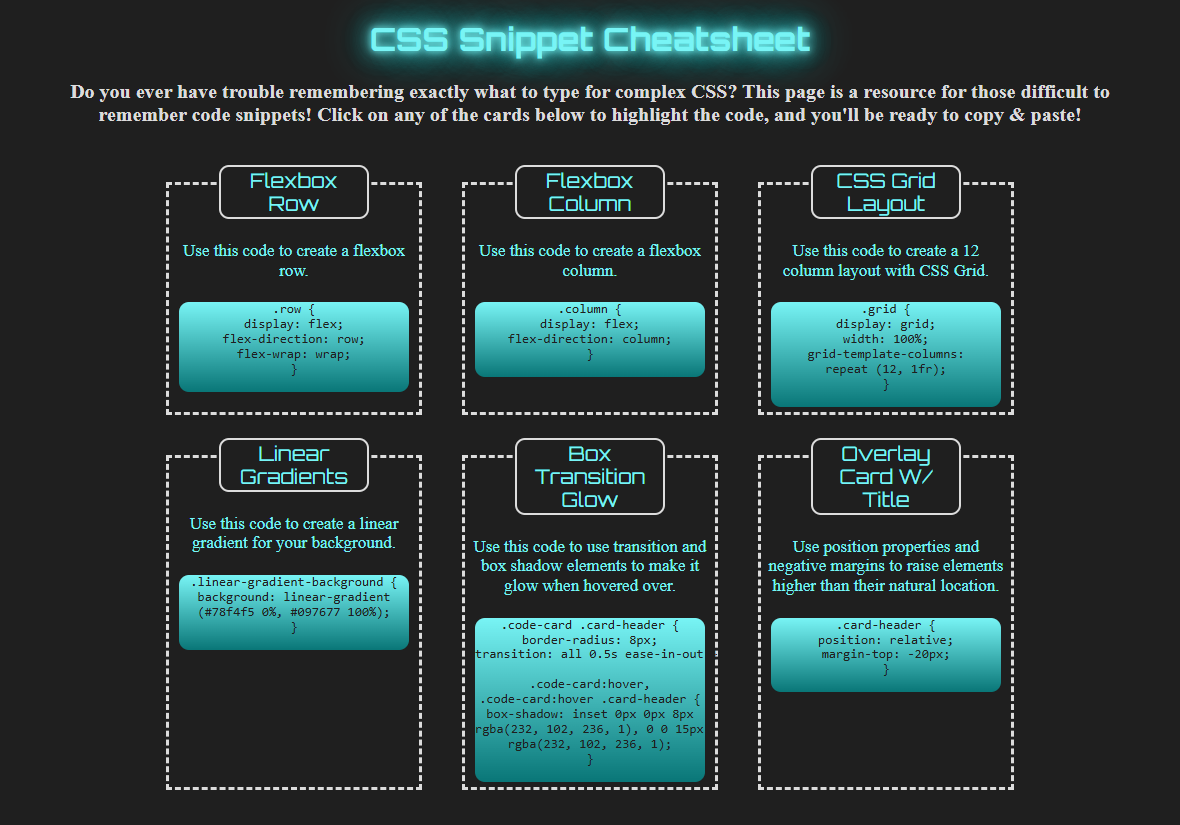 CSS Snippet Cheatsheet
Do you ever have trouble remembering exactly what to type for complex CSS? This page is a resource for those difficult to
remember code snippets! Click on any of the cards below to highlight the code, and you'll be ready to copy & paste!
Flexbox
Row
Use this code to create a flexbox
row.
.row {
display: flex;
flex-direction: row;
flex-wrap: wrap;
}
Flexbox
Column
Use this code to create a flexbox
column.
.column {
display: flex;
flex-direction: column;
}
CSS Grid
Layout
Use this code to create a 12
column layout with CSS Grid.
.grid {
display: grid;
width: 100%;
grid-template-columns:
repeat (12, 1fr);
}
Linear
Gradients
Use this code to create a linear
gradient for your background.
.linear-gradient-background {
background: linear-gradient
(#78f4f5 0%, #097677 100%);
}
Box
Transition
Glow
Use this code to use transition and
box shadow elements to make it
glow when hovered over.
.code-card .card-header {
border-radius: 8px;
transition: all 0.5s ease-in-out
.code-card:hover,
.code-card:hover .card-header {
box-shadow: inset 0px 0px 8px
rgba(232, 102, 236, 1), 0 0 15px
rgba(232, 102, 236, 1);
}
Overlay
Card W/
Title
Use position properties and
negative margins to raise elements
higher than their natural location.
.card-header {
position: relative;
margin-top: -20px;
}